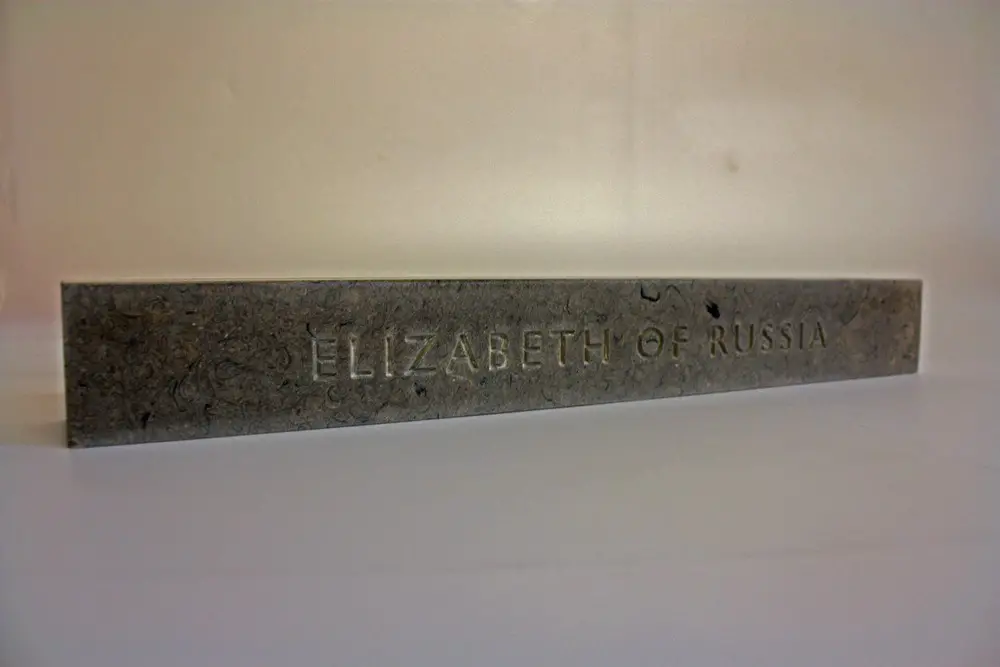 ELIZABETH OF RUSSIA